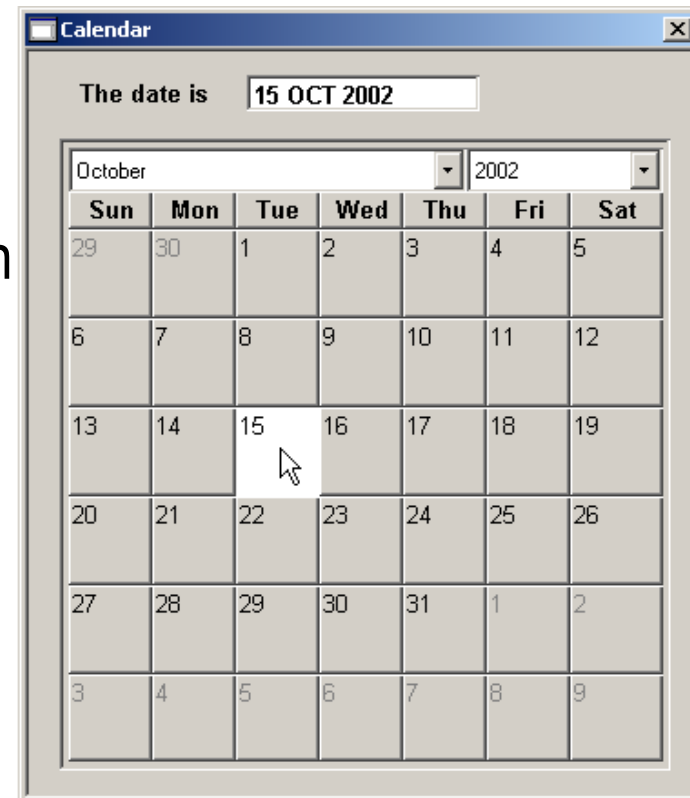 Calendar
The date is 15 OCT 2002
October 2002
Sun Mon Tue Wed Thu Fri Sat
29 30 1 2 3 4 5
n
6 7 8 9 10 11 12
13 14 15 16 17 18 19
20 21 22 23 24 25 26
27 28 29 30 31 1 2
3 4 5 6 7 8 9